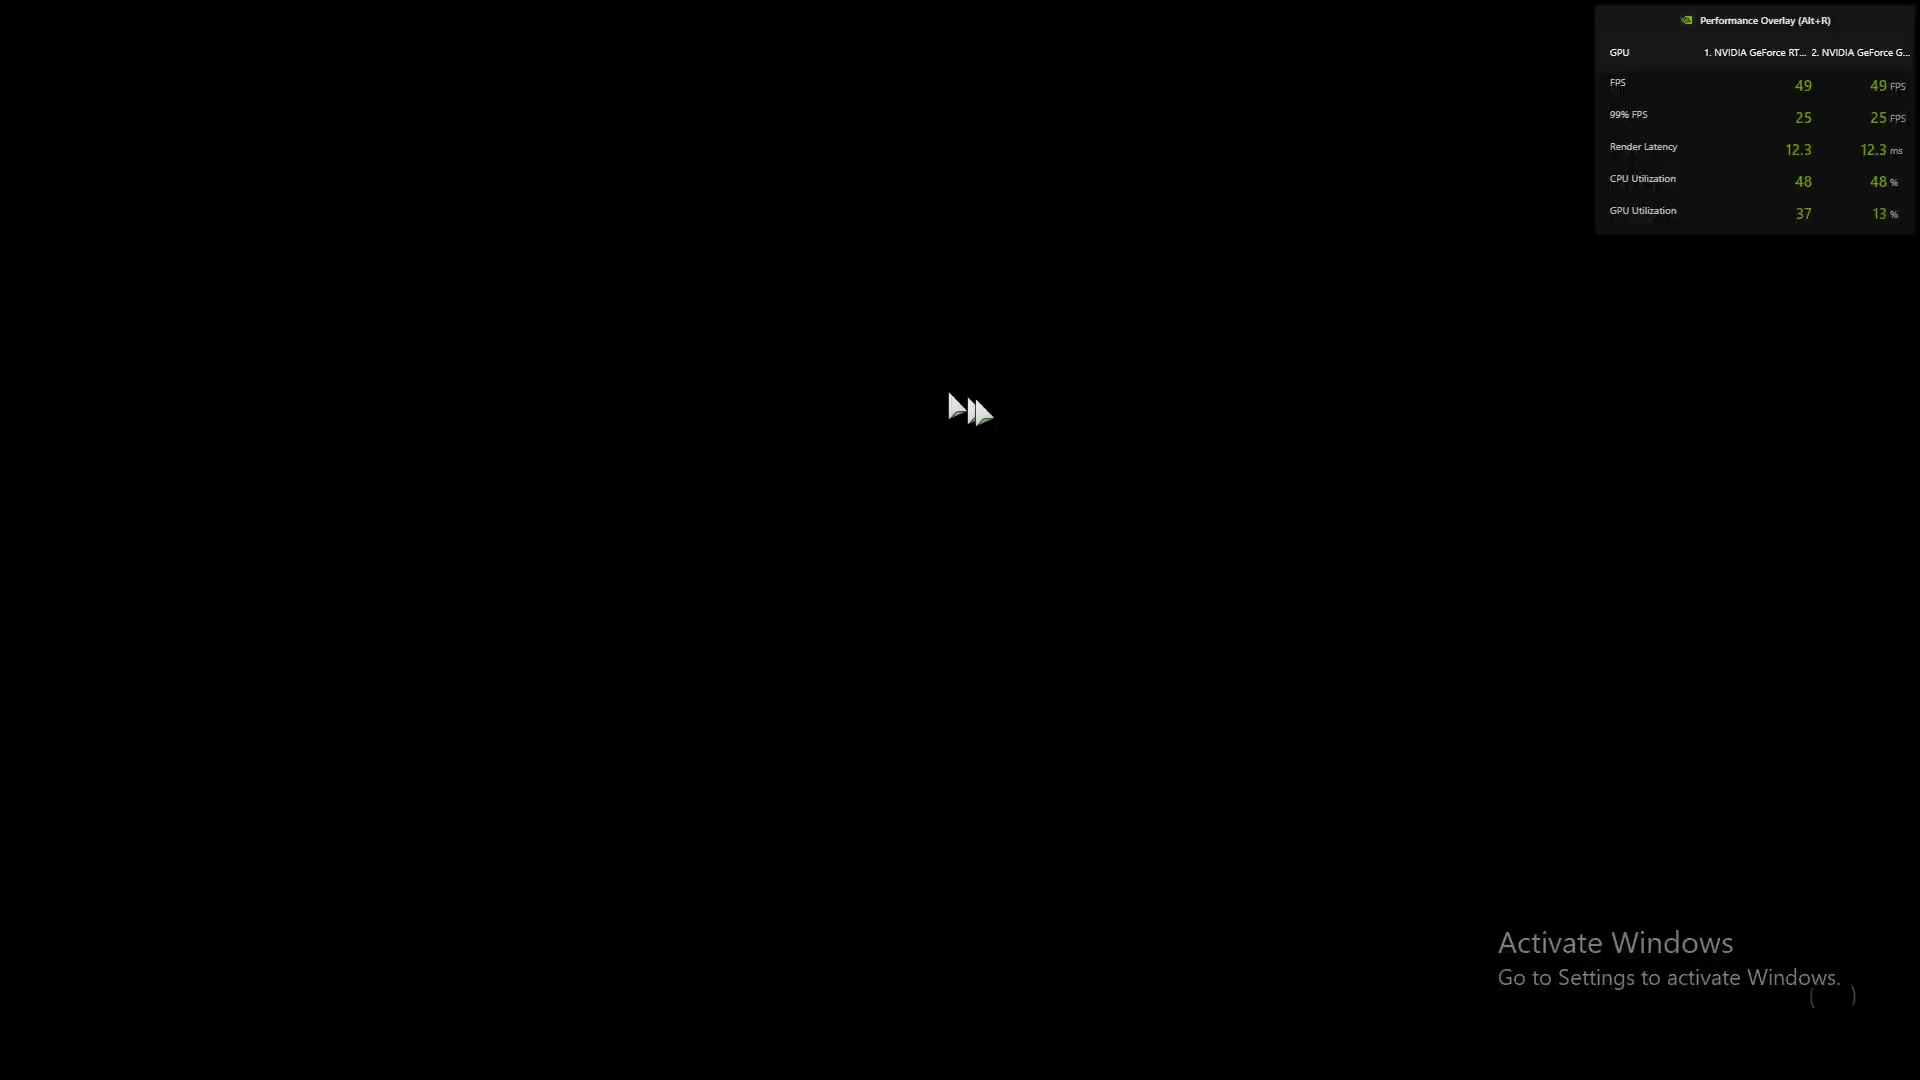 Performance Overlay (Alt+R)
GPU 1. NVIDIA GeForce RT... 2. NVIDIA GeForce G...
FPS 49 49 FPS
99% FPS 25 25 FPS
Render Latency 12.3 12.3 ms
CPU Utilization 48 48 %
GPU Utilization 37 13 %
Activate Windows
Go to Settings to activate Windows.
( )